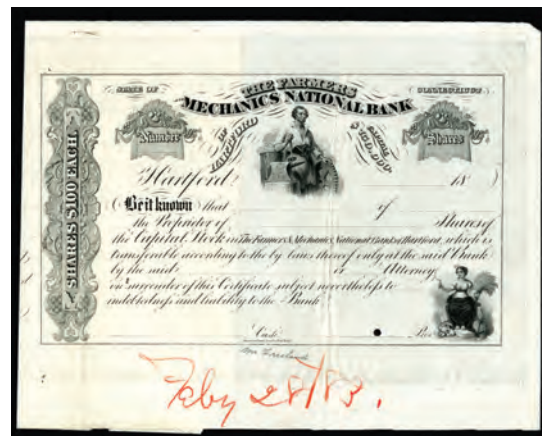 STATE OF
THE FARMERS
CONNECTICUT
MECHANICS NATIONAL BANK
OF HARTFORD
Number
Shares
SHARES $100 EACH.
Hartford 18
Be it known that of
the Proprietor of Shares of
the Capital Stock in The Farmers & Mechanics National Bank of Hartford, which is
transferable according to the by laws thereof only at the said Bank
by the said or Attorney
on surrender of this Certificate subject nevertheless to
indebtedness and liability to the Bank
Cash
Feby 28/83.